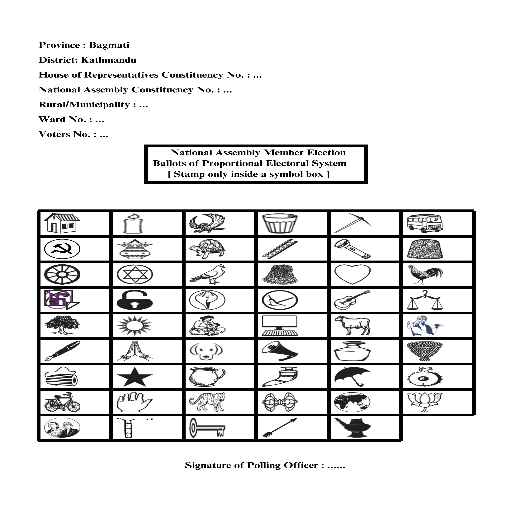 Province : Bagmati
District: Kathmandu
House of Representatives Constituency No. : ...
National Assembly Constituency No. : ...
Rural/Municipality : ...
Ward No. : ...
Voters No. : ...
National Assembly Member Election
Ballots of Proportional Electoral System
[ Stamp only inside a symbol box ]
Signature of Polling Officer : ......